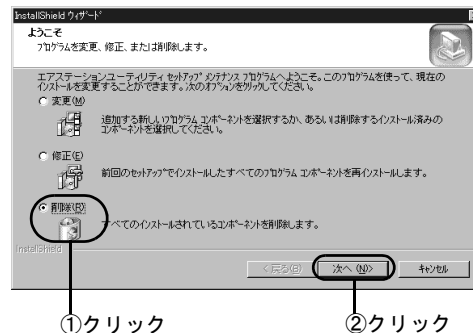 InstallShield ウィザード
ようこそ
プログラムを変更、修正、または削除します。
エアステーションユーティリティ セットアップ メンテナンス プログラムへようこそ。このプログラムを使って、現在の
インストールを変更することができます。次のオプションをクリックしてください。
変更(M)
追加する新しいプログラム コンポーネントを選択するか、あるいは削除するインストール済みの
コンポーネントを選択してください。
修正(E)
前回のセットアップでインストールしたすべてのプログラム コンポーネントを再インストールします。
削除(R)
すべてのインストールされているコンポーネントを削除します。
InstallShield
< 戻る(B)
次へ (N)>
キャンセル
①クリック
②クリック